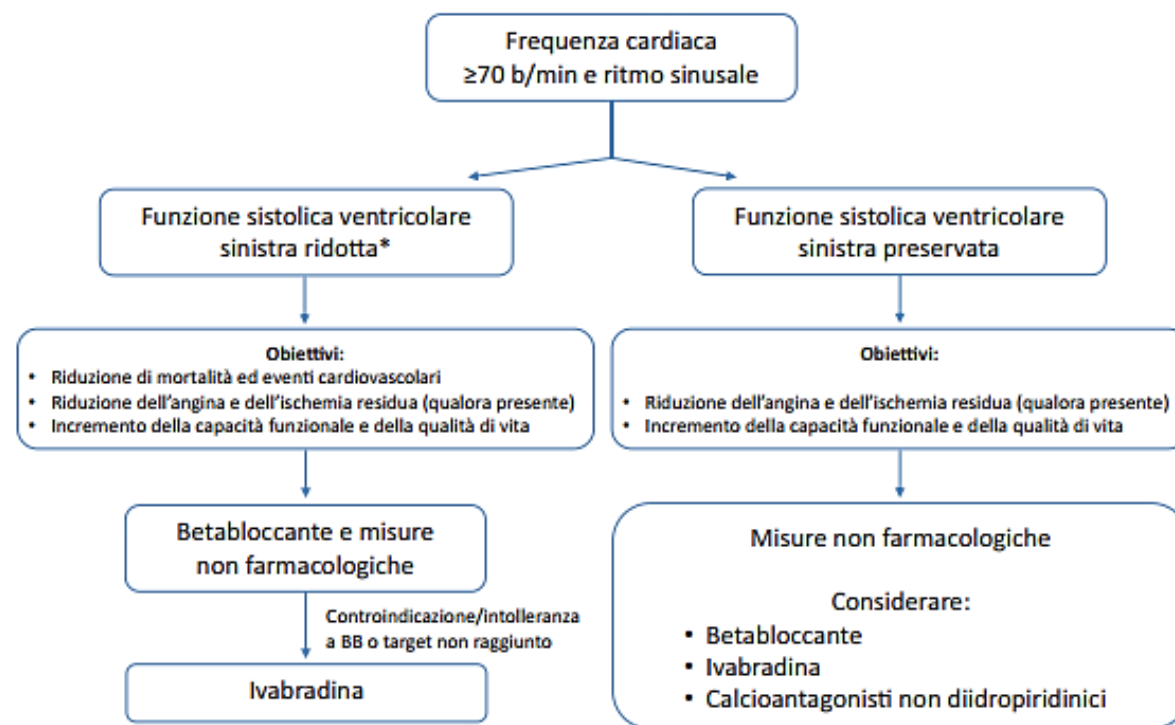 Frequenza cardiaca
≥70 b/min e ritmo sinusale
Funzione sistolica ventricolare
sinistra ridotta*
Funzione sistolica ventricolare
sinistra preservata
Obiettivi:
• Riduzione di mortalità ed eventi cardiovascolari
• Riduzione dell'angina e dell'ischemia residua (qualora presente)
• Incremento della capacità funzionale e della qualità di vita
Obiettivi:
• Riduzione dell'angina e dell'ischemia residua (qualora presente)
• Incremento della capacità funzionale e della qualità di vita
Betabloccante e misure
non farmacologiche
Controindicazione/intolleranza
a BB o target non raggiunto
Ivabradina
Misure non farmacologiche
Considerare:
• Betabloccante
• Ivabradina
• Calcioantagonisti non diidropiridinici